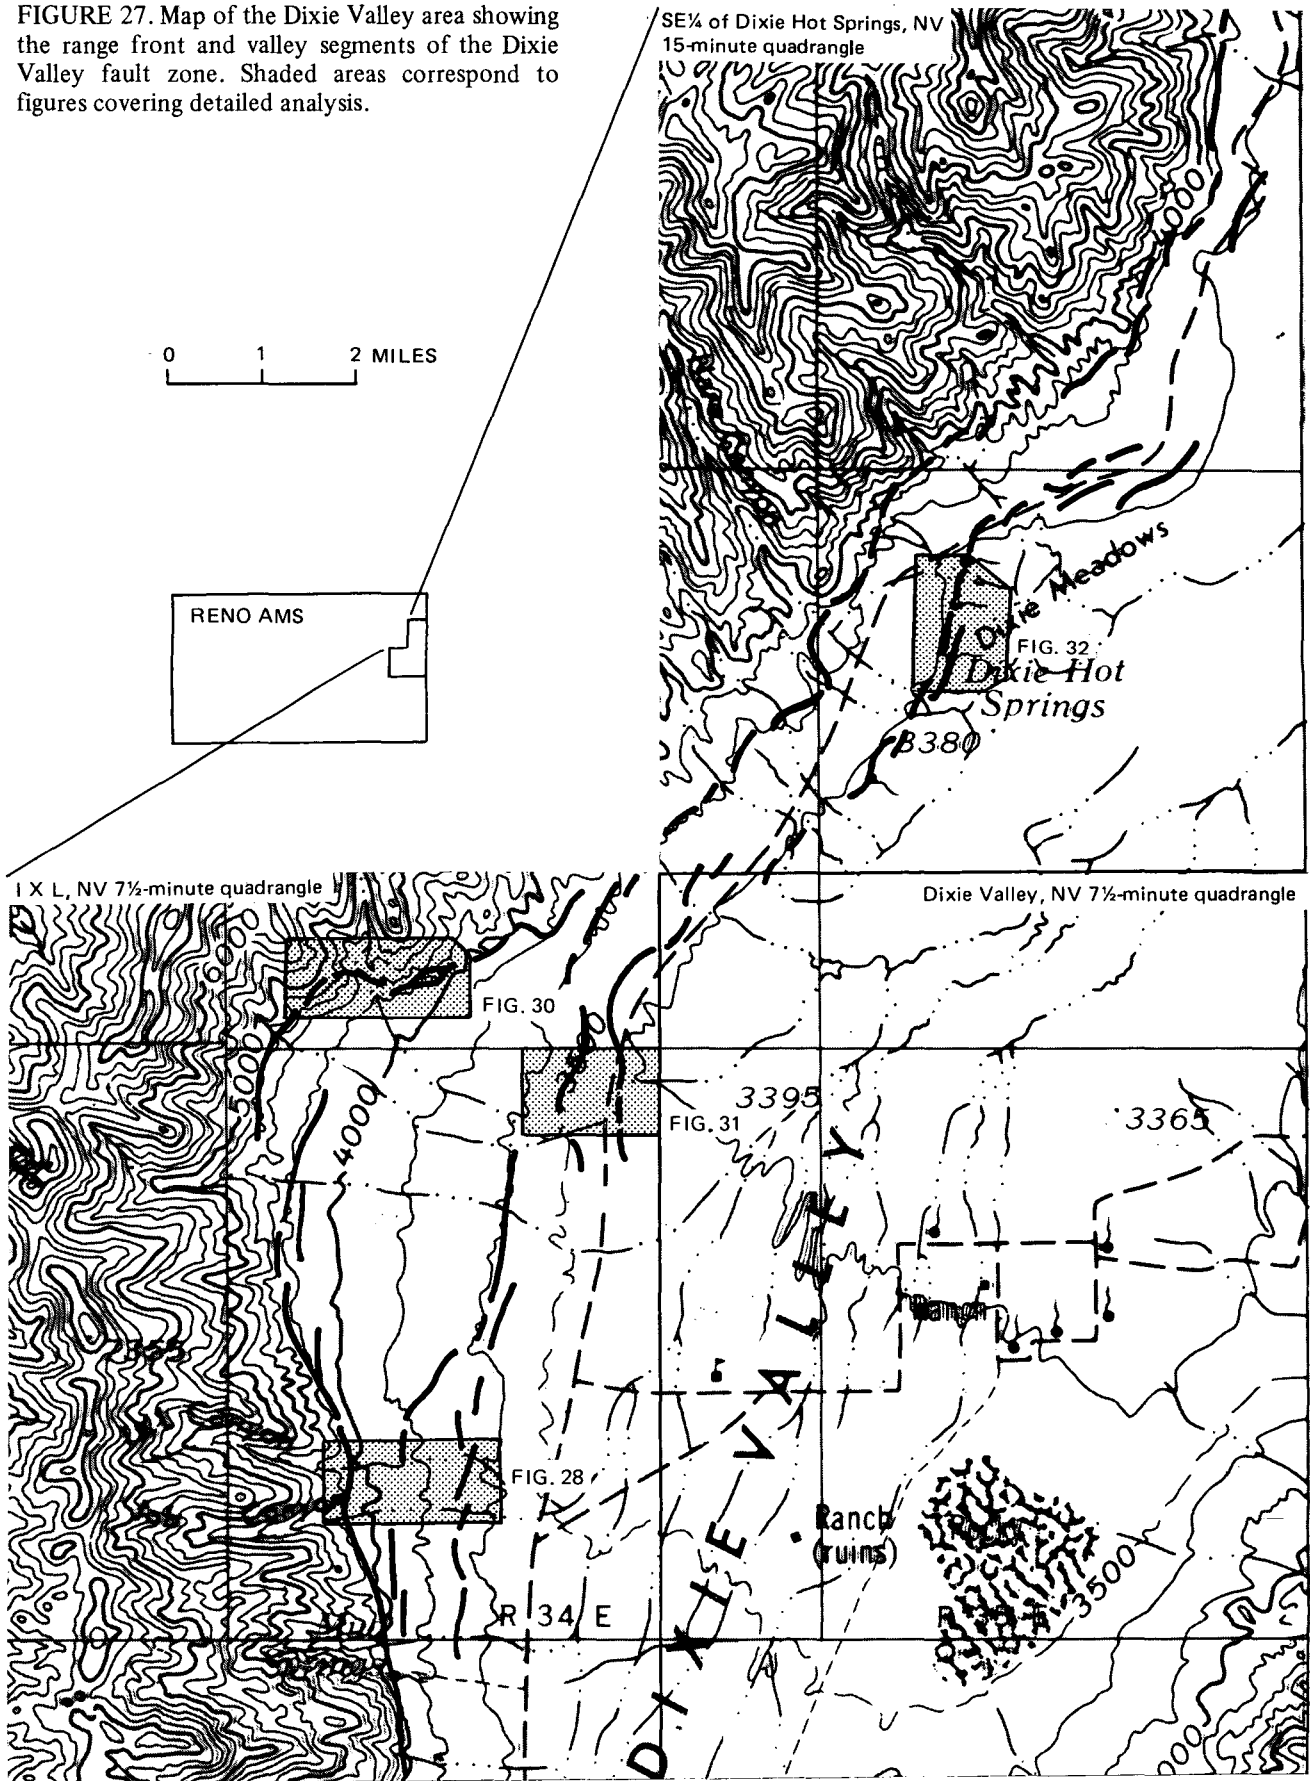 FIGURE 27. Map of the Dixie Valley area showing
the range front and valley segments of the Dixie
Valley fault zone. Shaded areas correspond to
figures covering detailed analysis.
SE¼ of Dixie Hot Springs, NV
15-minute quadrangle
0 1 2 MILES
RENO AMS
Dixie Meadows
FIG. 32
Dixie Hot
Springs
3380
I X L, NV 7½-minute quadrangle
Dixie Valley, NV 7½-minute quadrangle
FIG. 30
5000
4000
FIG. 31
3395
3365
Ranch
FIG. 28
Ranch
(ruins)
3500
R 34 E
DIXIE VALLEY